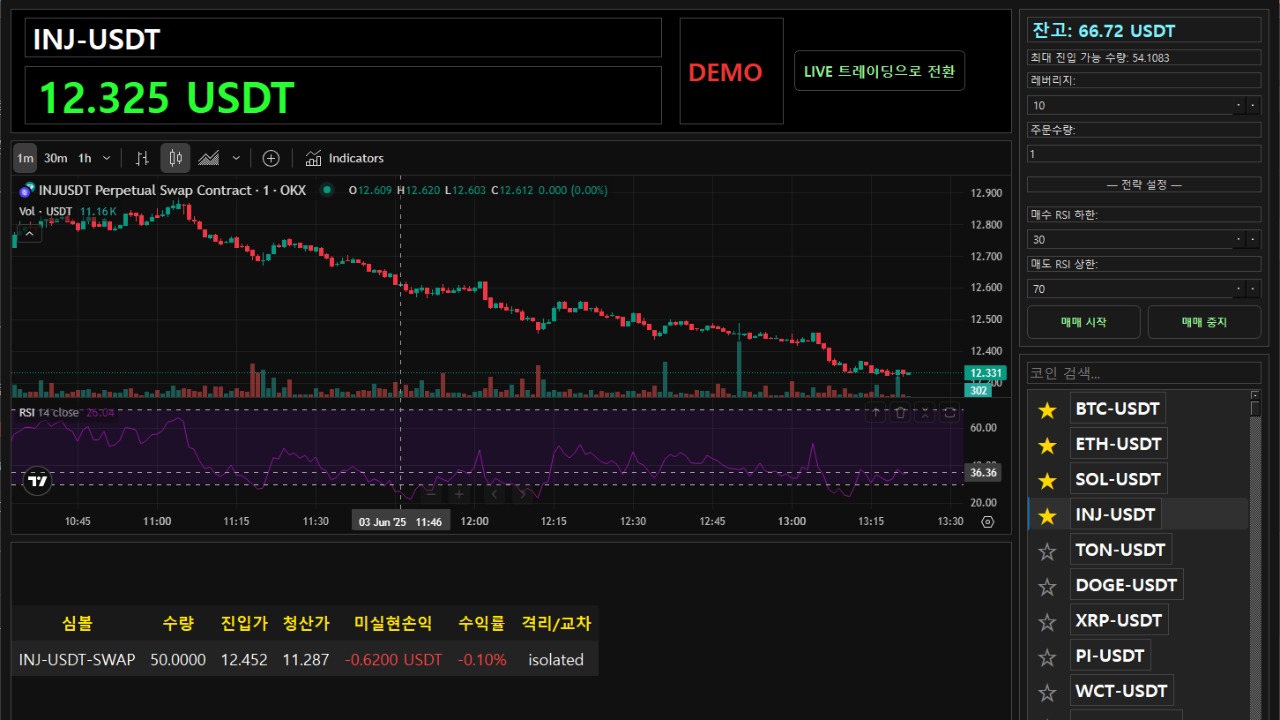 INJ-USDT
12.325 USDT
DEMO
LIVE 트레이딩으로 전환
1m 30m 1h Indicators
INJUSDT Perpetual Swap Contract · 1 · OKX O12.609 H12.620 L12.603 C12.612 0.000 (0.00%)
Vol · USDT 11.16K
12.900
12.800
12.700
12.600
12.500
12.400
12.331
12.200
302
RSI 14 close 26.04
60.00
36.36
20.00
10:45 11:00 11:15 11:30 03 Jun '25 11:46 12:00 12:15 12:30 12:45 13:00 13:15 13:30
심볼 수량 진입가 청산가 미실현손익 수익률 격리/교차
INJ-USDT-SWAP 50.0000 12.452 11.287 -0.6200 USDT -0.10% isolated
잔고: 66.72 USDT
최대 진입 가능 수량: 54.1083
레버리지:
10
주문수량:
1
— 전략 설정 —
매수 RSI 하한:
30
매도 RSI 상한:
70
매매 시작 매매 중지
코인 검색...
BTC-USDT
ETH-USDT
SOL-USDT
INJ-USDT
TON-USDT
DOGE-USDT
XRP-USDT
PI-USDT
WCT-USDT